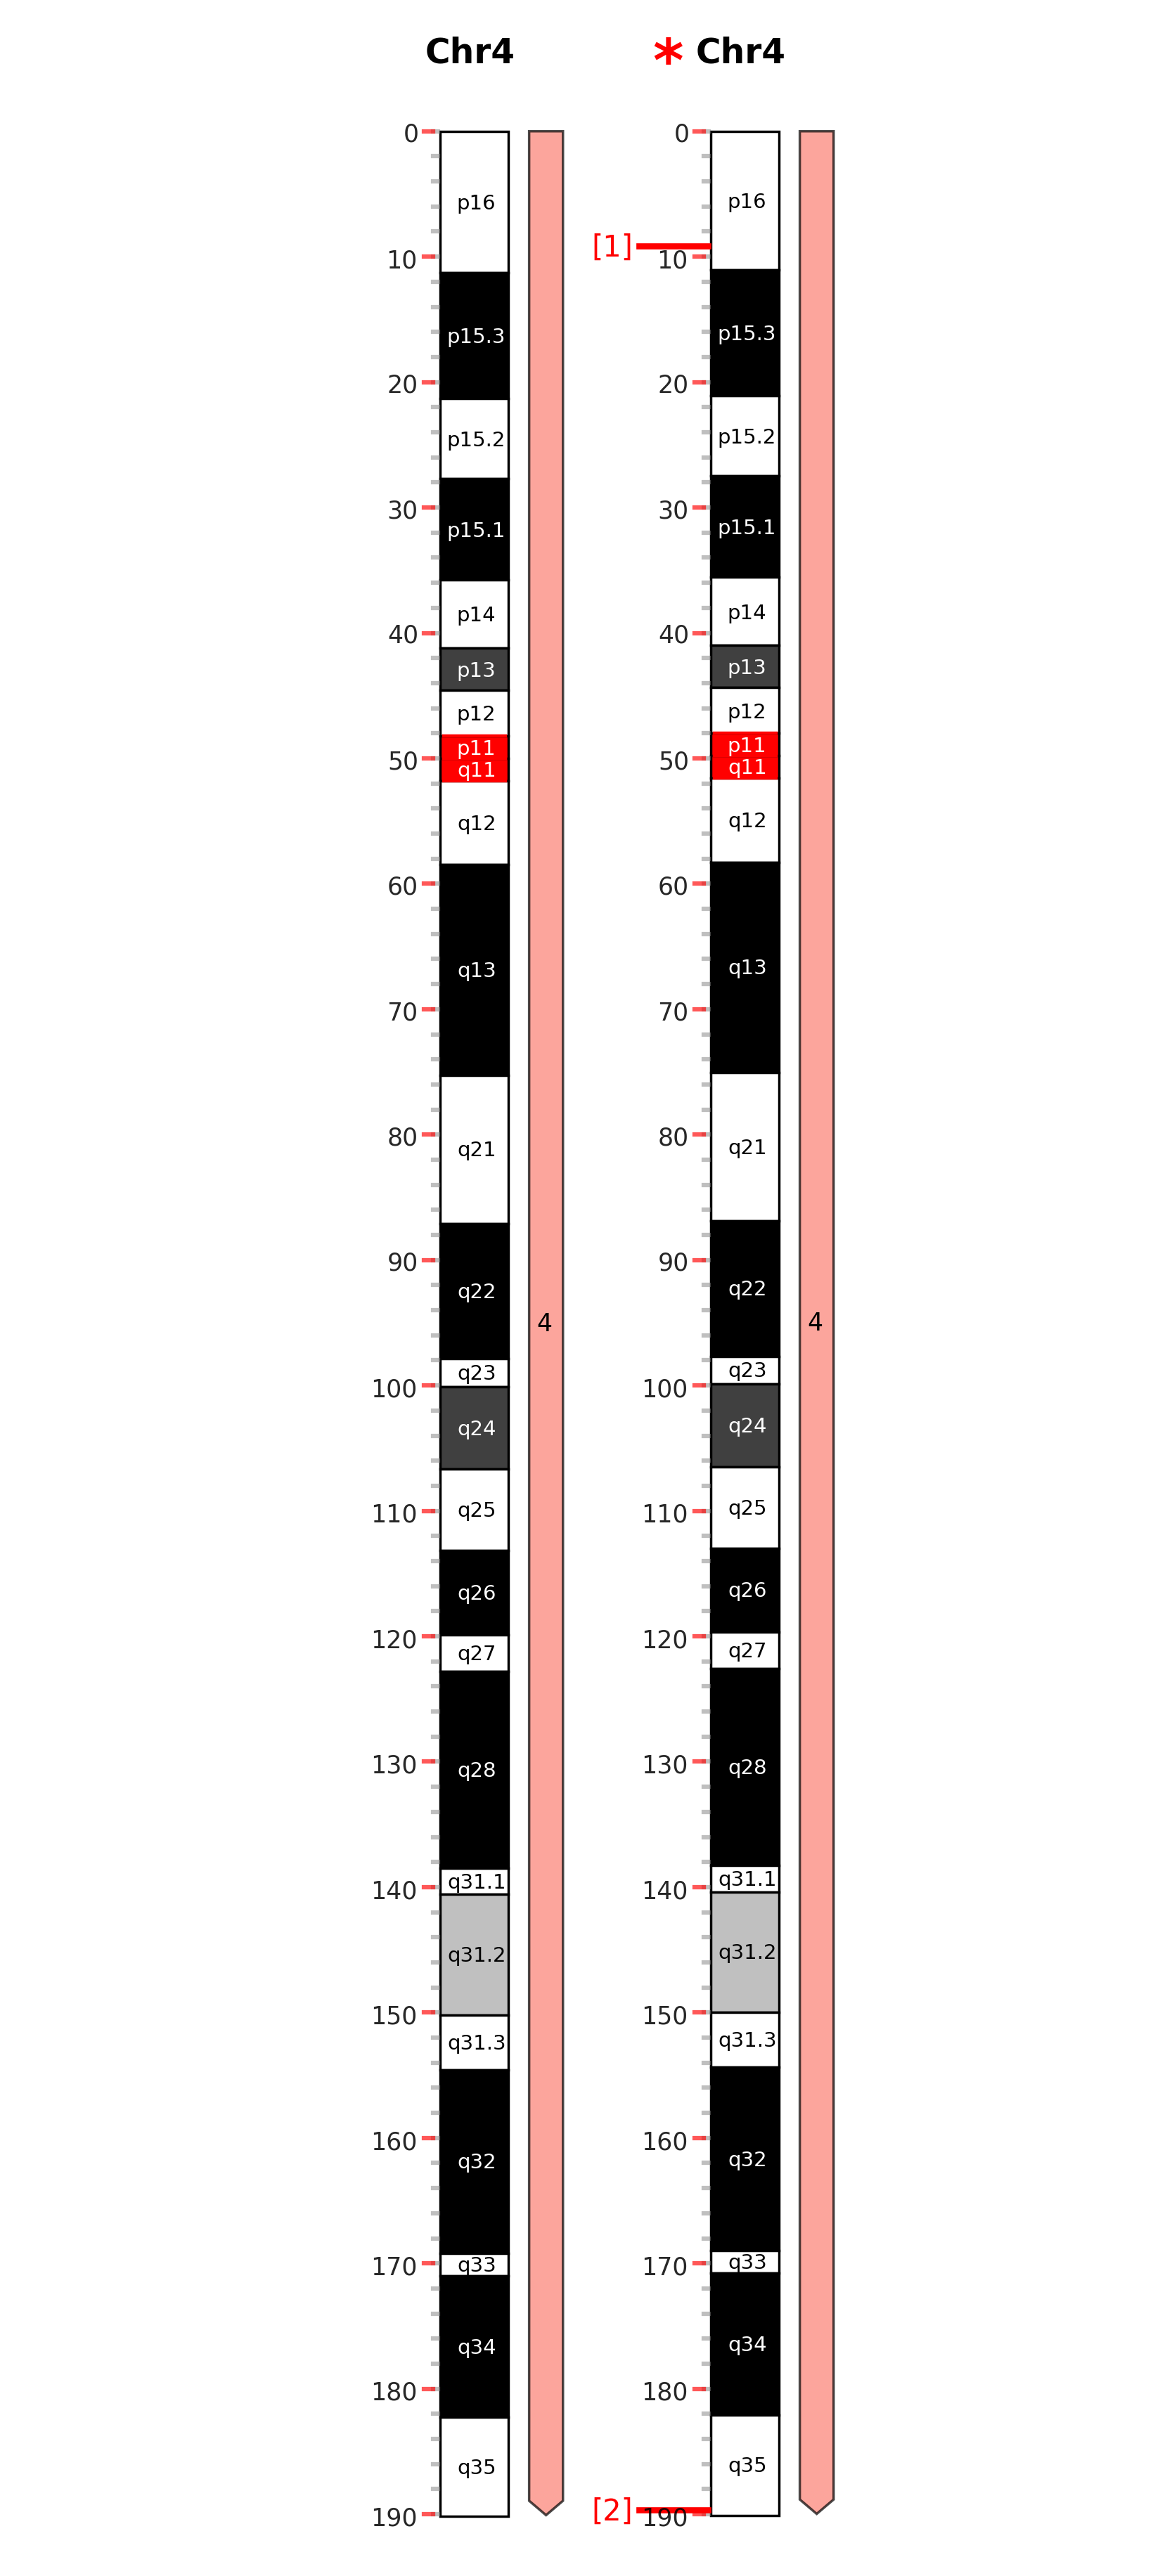 Chr4
* Chr4
0
p16
10
p15.3
20
p15.2
30
p15.1
p14
40
p13
p12
p11
50
q11
q12
60
q13
70
q21
80
90
q22
4
q23
100
q24
q25
110
q26
120
q27
130
q28
q31.1
140
q31.2
150
q31.3
160
q32
q33
170
q34
180
q35
190
0
p16
[1]
10
p15.3
20
p15.2
30
p15.1
p14
40
p13
p12
p11
50
q11
q12
60
q13
70
q21
80
90
q22
4
q23
100
q24
q25
110
q26
120
q27
130
q28
q31.1
140
q31.2
150
q31.3
160
q32
q33
170
q34
180
q35
[2]
190